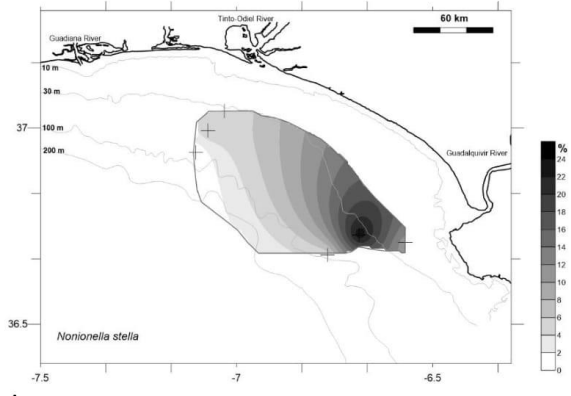 Tinto-Odiel River
60 km
Guadiana River
10 m
30 m
37
%
100 m
Guadalquivir River
24
200 m
22
20
18
16
14
12
10
8
6
36.5
4
Nonionella stella
2
0
-7.5
-7
-6.5